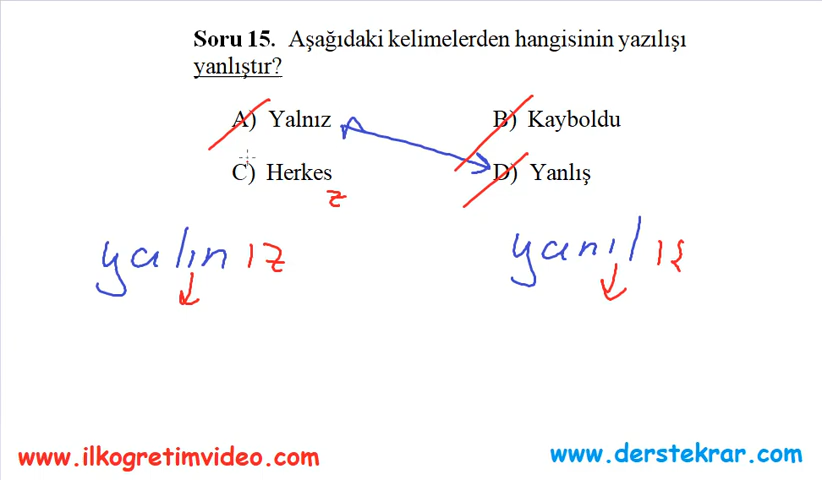 Soru 15. Aşağıdaki kelimelerden hangisinin yazılışı
yanlıştır?
A) Yalnız B) Kayboldu
C) Herkes D) Yanlış
z
yalınız yanılış
www.ilkogretimvideo.com www.derstekrar.com